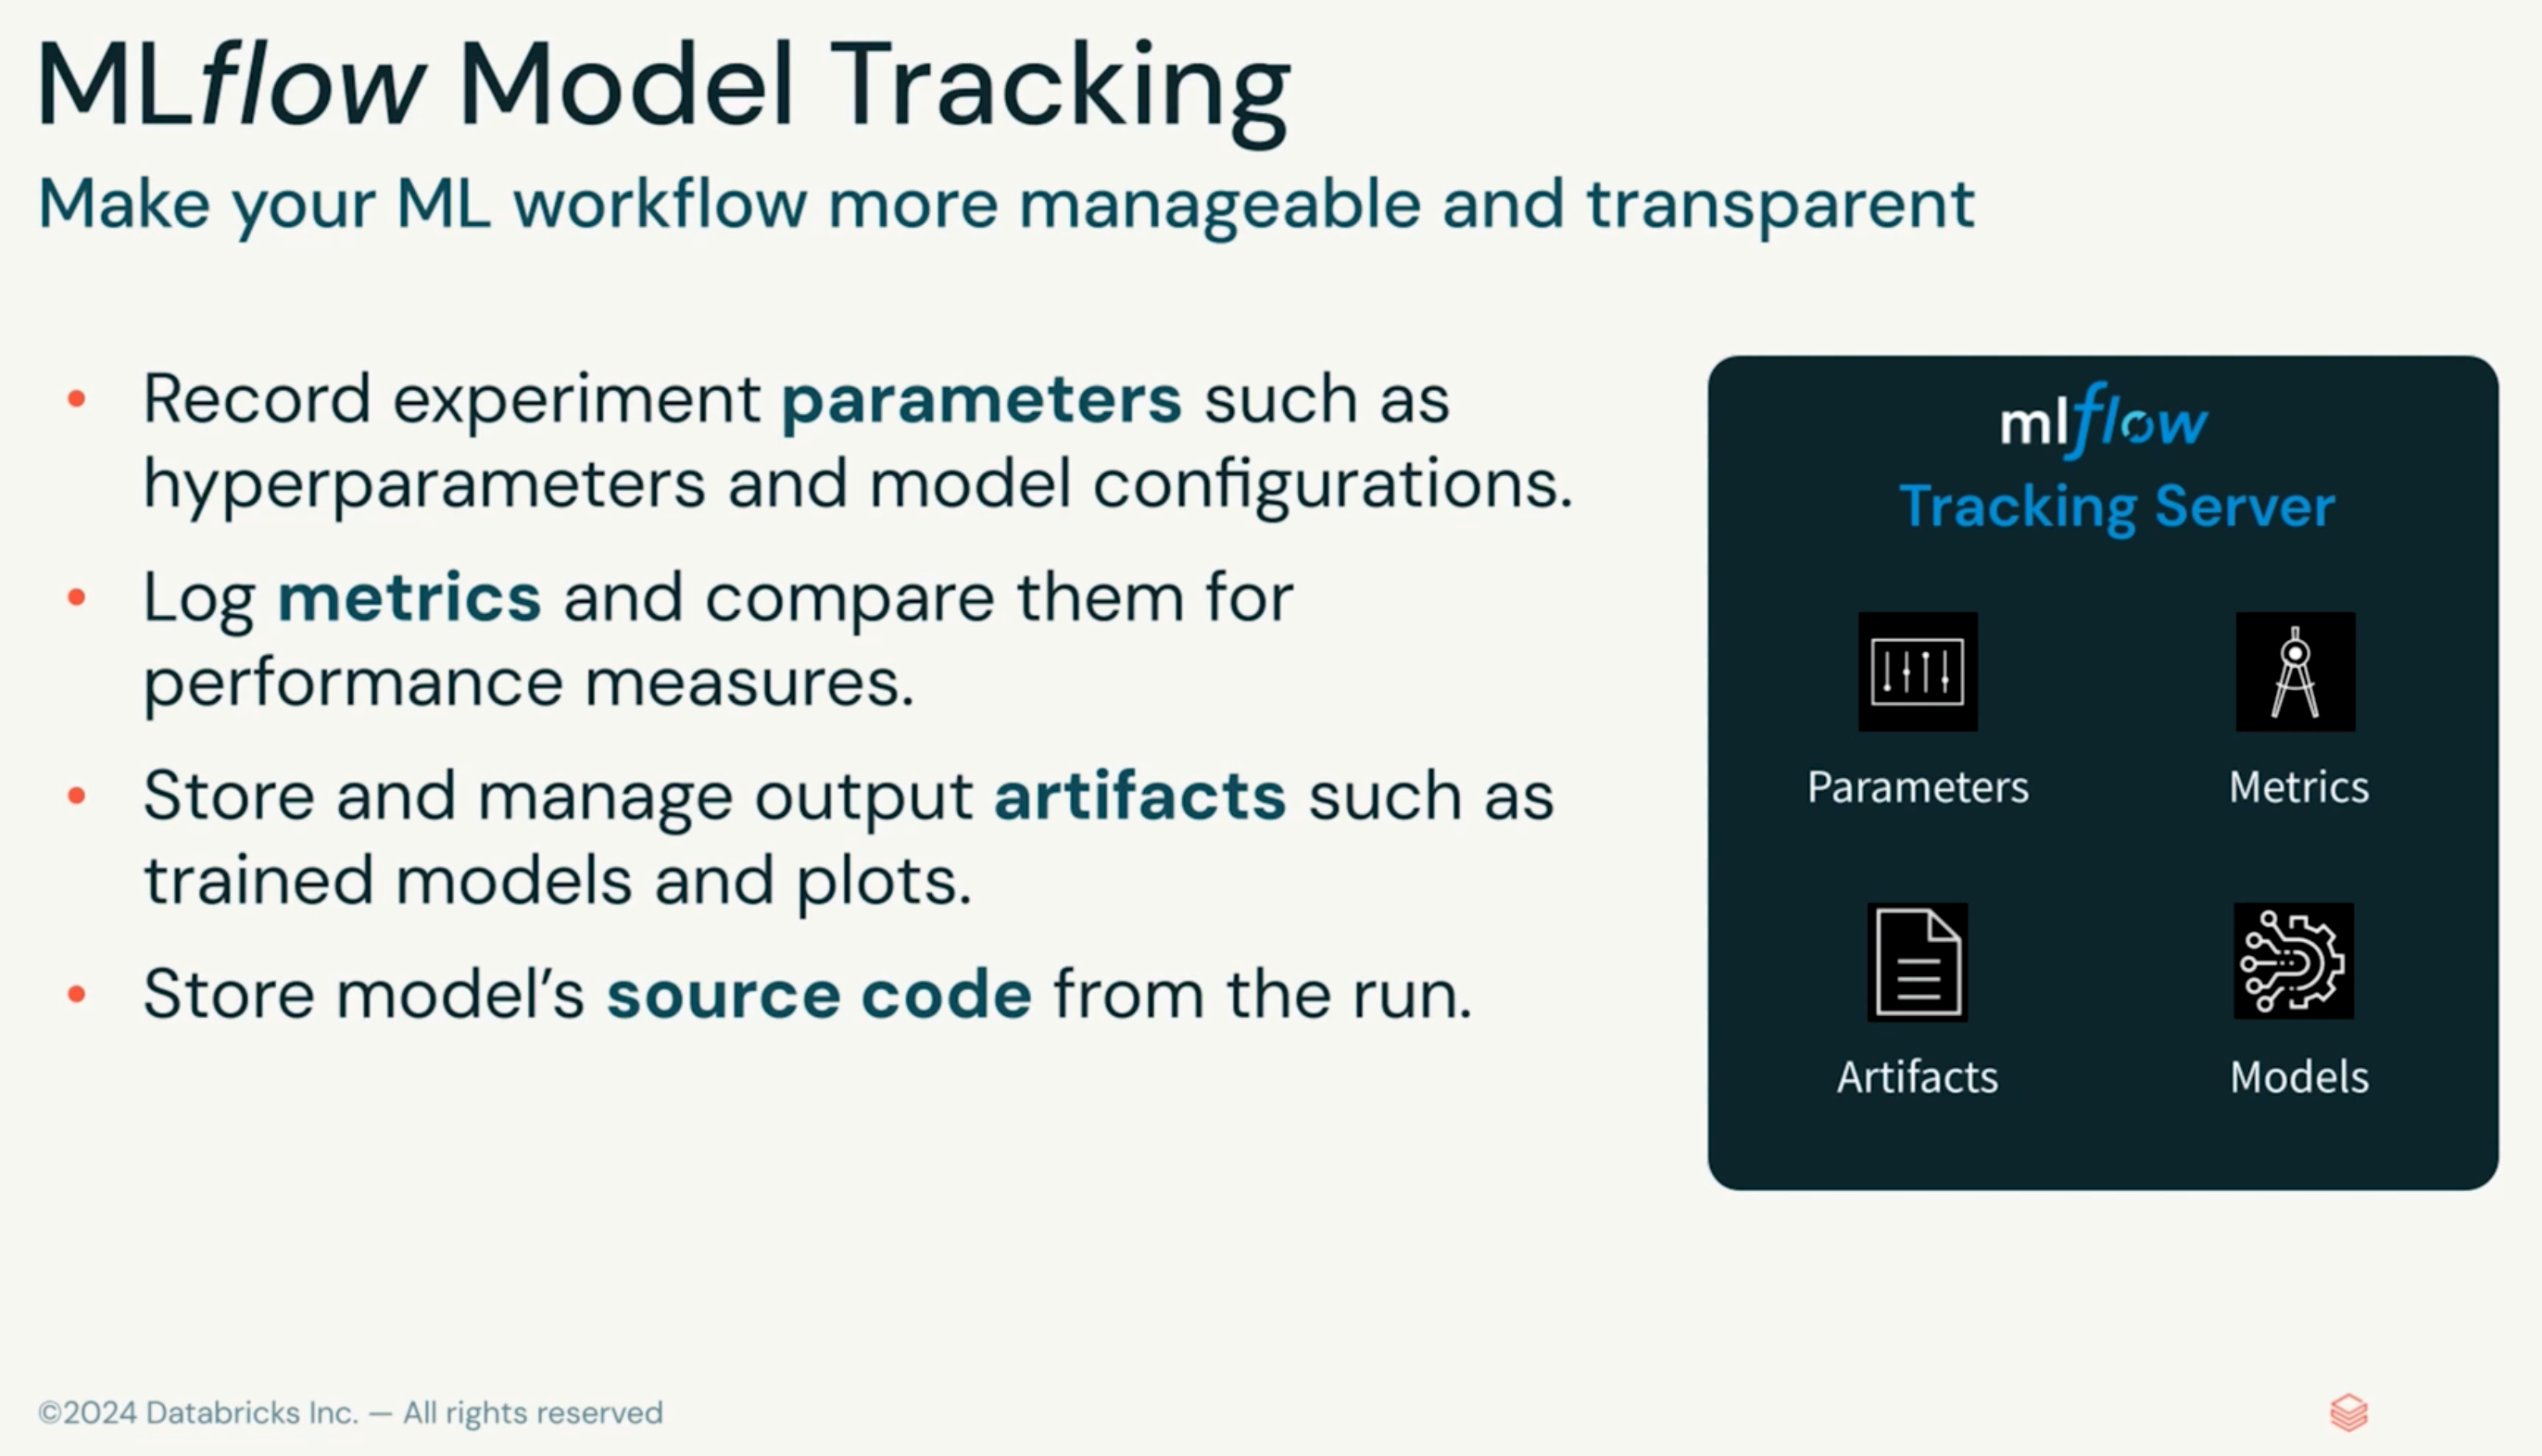 MLflow Model Tracking
Make your ML workflow more manageable and transparent
• Record experiment parameters such as
hyperparameters and model configurations.
• Log metrics and compare them for
performance measures.
• Store and manage output artifacts such as
trained models and plots.
• Store model’s source code from the run.
mlflow
Tracking Server
Parameters
Metrics
Artifacts
Models
©2024 Databricks Inc. — All rights reserved